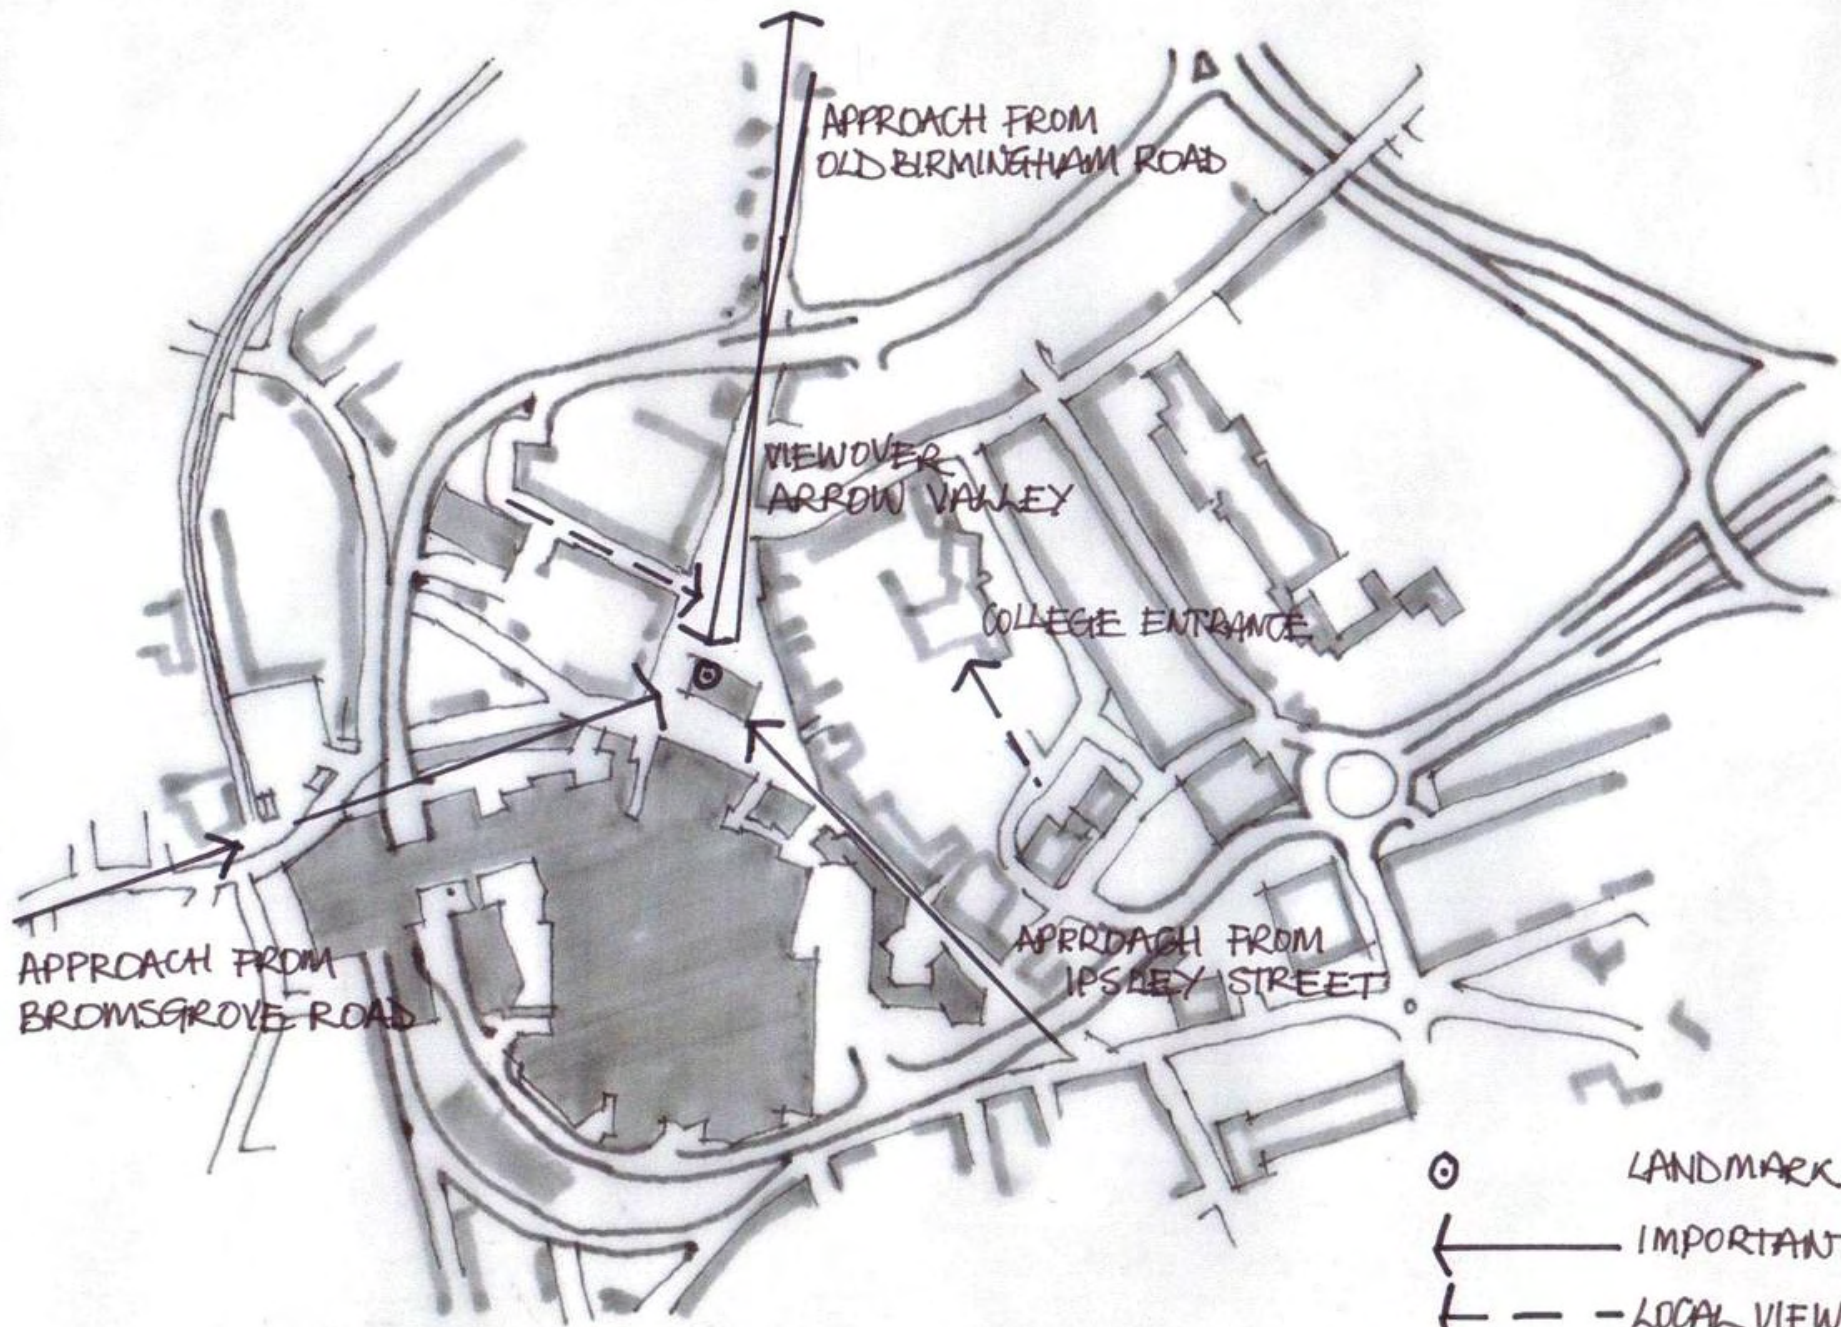 APPROACH FROM
OLD BIRMINGHAM ROAD
VIEW OVER
ARROW VALLEY
COLLEGE ENTRANCE
APPROACH FROM
IPSLEY STREET
APPROACH FROM
BROMSGROVE ROAD
LANDMARK
IMPORTANT
LOCAL VIEW